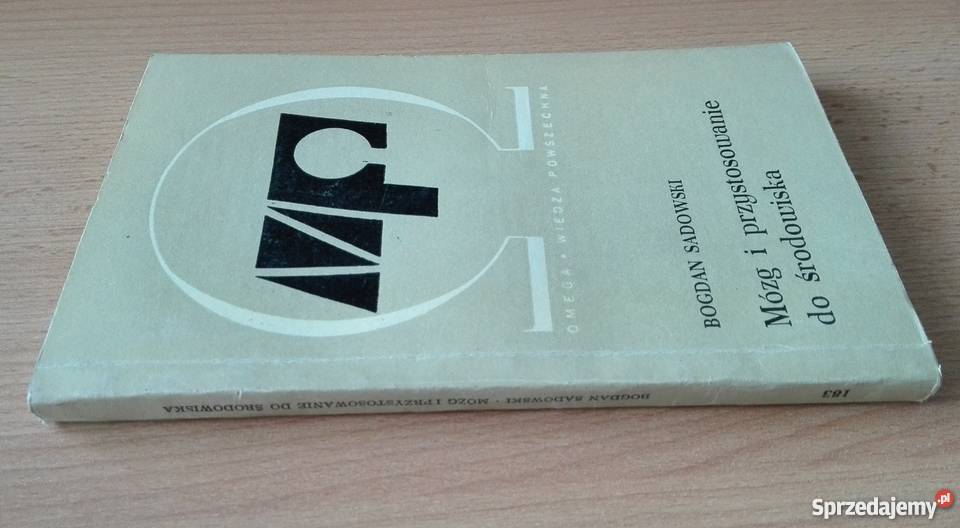 OMEGA • WIEDZA POWSZECHNA
BOGDAN SADOWSKI
Mózg i przystosowanie
do środowiska
BOGDAN SADOWSKI • MÓZG I PRZYSTOSOWANIE DO ŚRODOWISKA
183
Sprzedajemy.pl